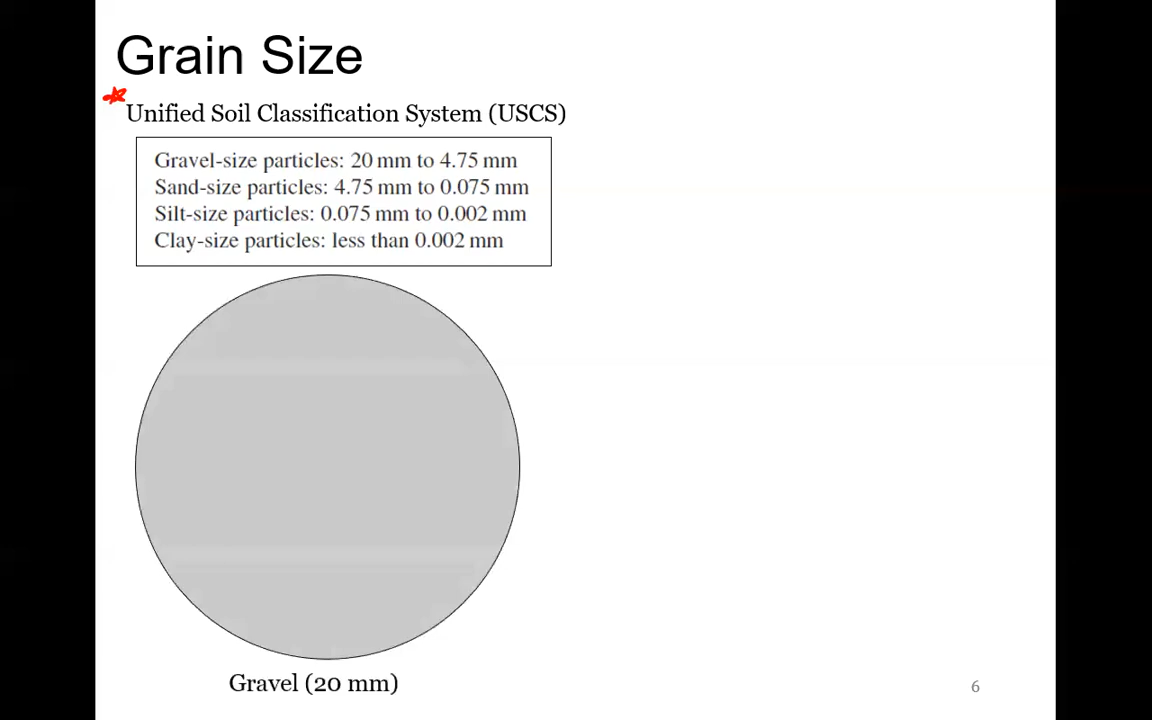 Grain Size
Unified Soil Classification System (USCS)
Gravel-size particles: 20 mm to 4.75 mm
Sand-size particles: 4.75 mm to 0.075 mm
Silt-size particles: 0.075 mm to 0.002 mm
Clay-size particles: less than 0.002 mm
Gravel (20 mm)
6